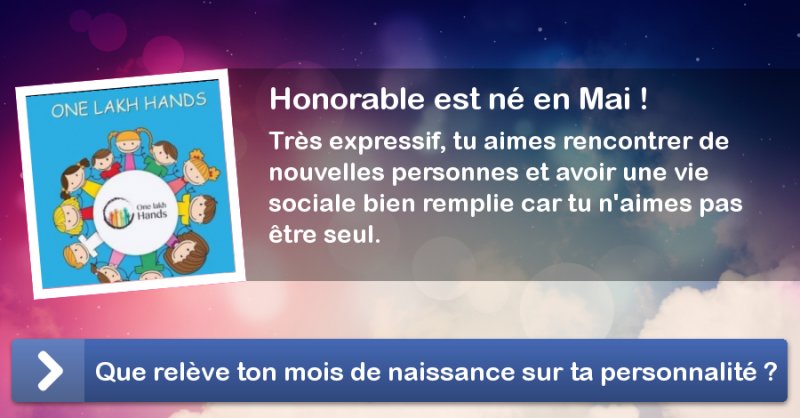 ONE LAKH HANDS
One lakh
Hands
Honorable est né en Mai !
Très expressif, tu aimes rencontrer de
nouvelles personnes et avoir une vie
sociale bien remplie car tu n'aimes pas
être seul.
Que relève ton mois de naissance sur ta personnalité ?